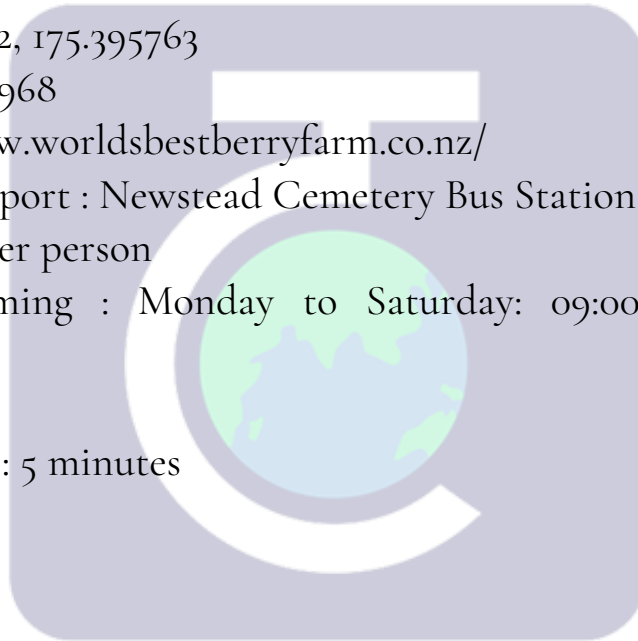 2, 175.395763
968
w.worldsbestberryfarm.co.nz/
port : Newstead Cemetery Bus Station
er person
ming : Monday to Saturday: 09:00
: 5 minutes